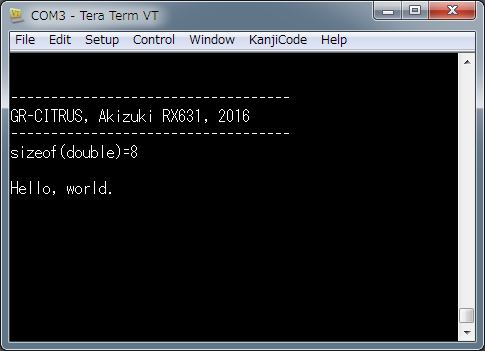 COM3 - Tera Term VT
File Edit Setup Control Window KanjiCode Help
-----------------------------------
GR-CITRUS, Akizuki RX631, 2016
-----------------------------------
sizeof(double)=8
Hello, world.